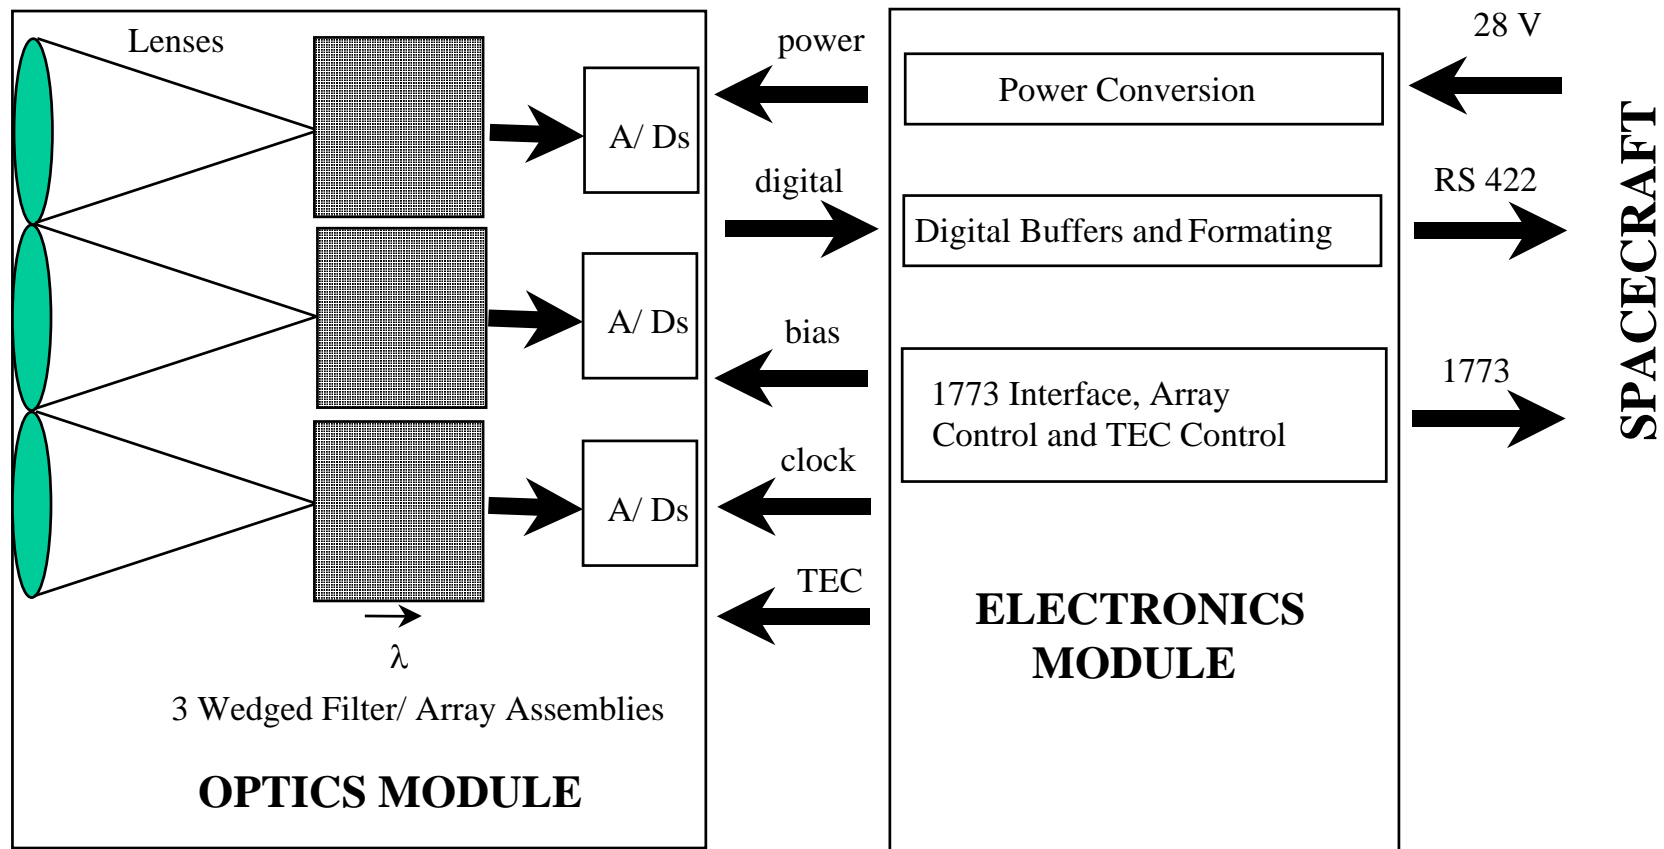 Lenses
A/ Ds
A/ Ds
A/ Ds
λ
3 Wedged Filter/ Array Assemblies
OPTICS MODULE
power
digital
bias
clock
TEC
Power Conversion
Digital Buffers and Formating
1773 Interface, Array
Control and TEC Control
ELECTRONICS
MODULE
28 V
RS 422
1773
SPACECRAFT